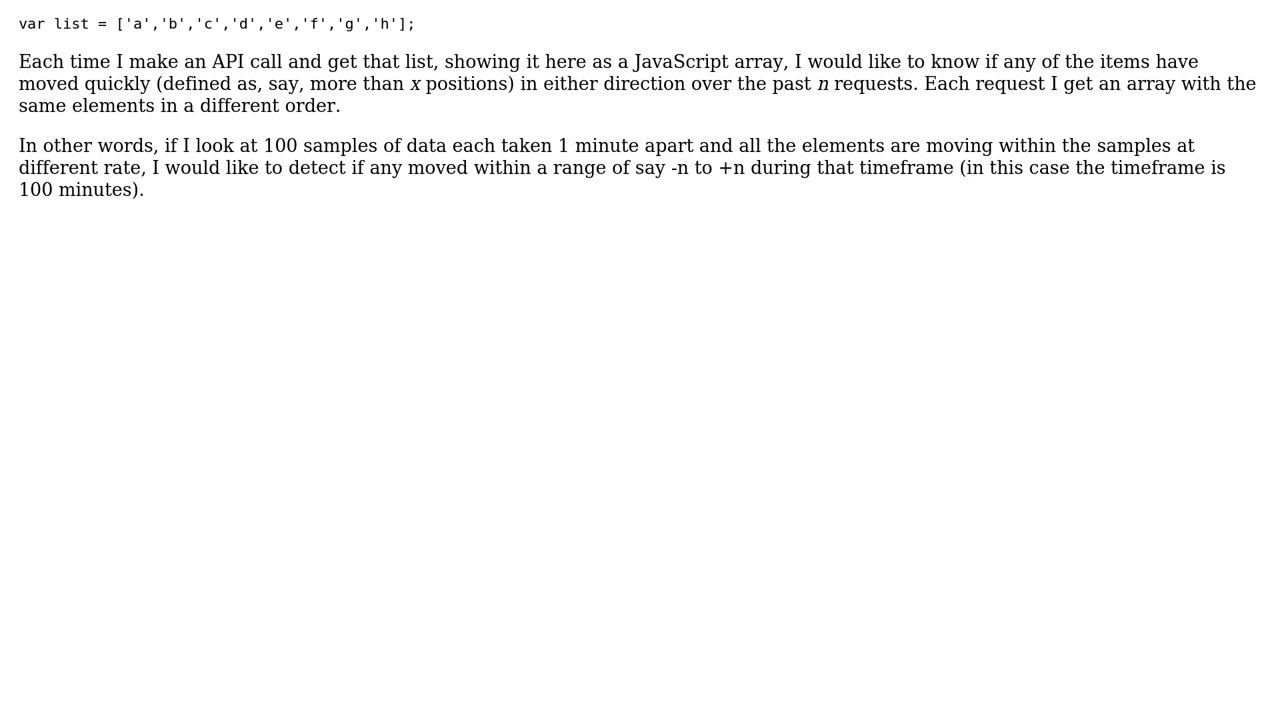 var list = ['a','b','c','d','e','f','g','h'];
Each time I make an API call and get that list, showing it here as a JavaScript array, I would like to know if any of the items have
moved quickly (defined as, say, more than x positions) in either direction over the past n requests. Each request I get an array with the
same elements in a different order.
In other words, if I look at 100 samples of data each taken 1 minute apart and all the elements are moving within the samples at
different rate, I would like to detect if any moved within a range of say -n to +n during that timeframe (in this case the timeframe is
100 minutes).